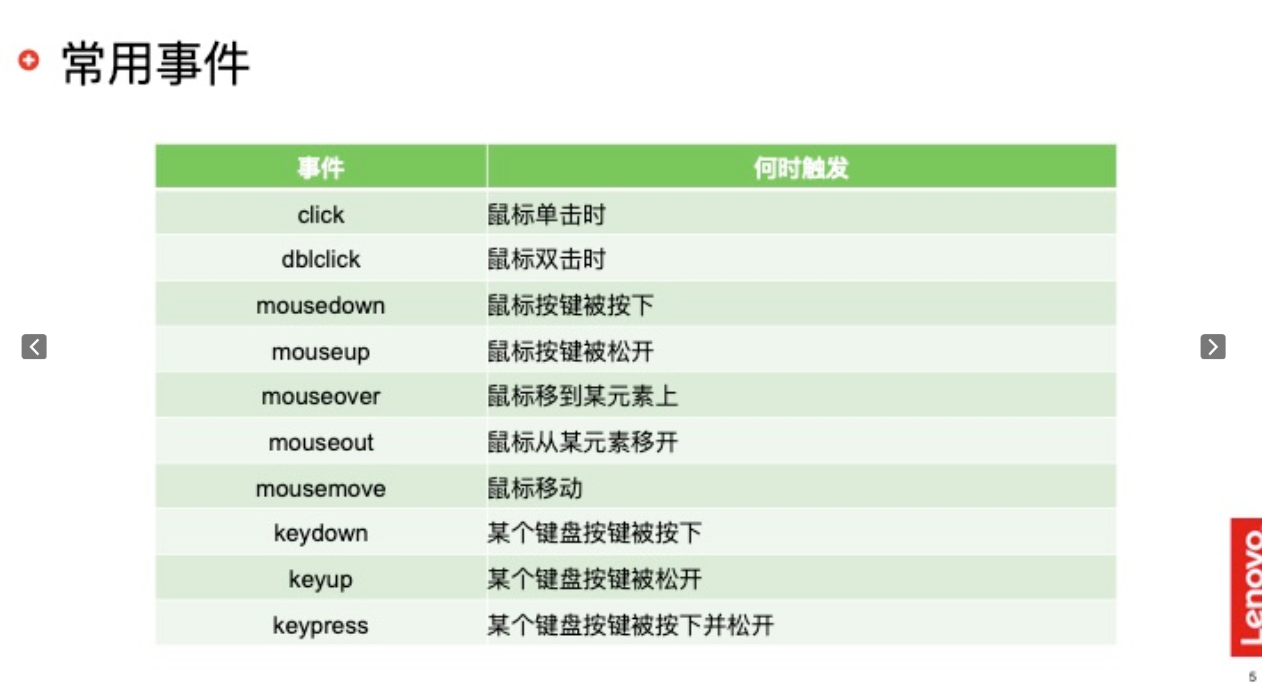 常用事件
事件 何时触发
click 鼠标单击时
dblclick 鼠标双击时
mousedown 鼠标按键被按下
mouseup 鼠标按键被松开
mouseover 鼠标移到某元素上
mouseout 鼠标从某元素移开
mousemove 鼠标移动
keydown 某个键盘按键被按下
keyup 某个键盘按键被松开
keypress 某个键盘按键被按下并松开
Lenovo
5